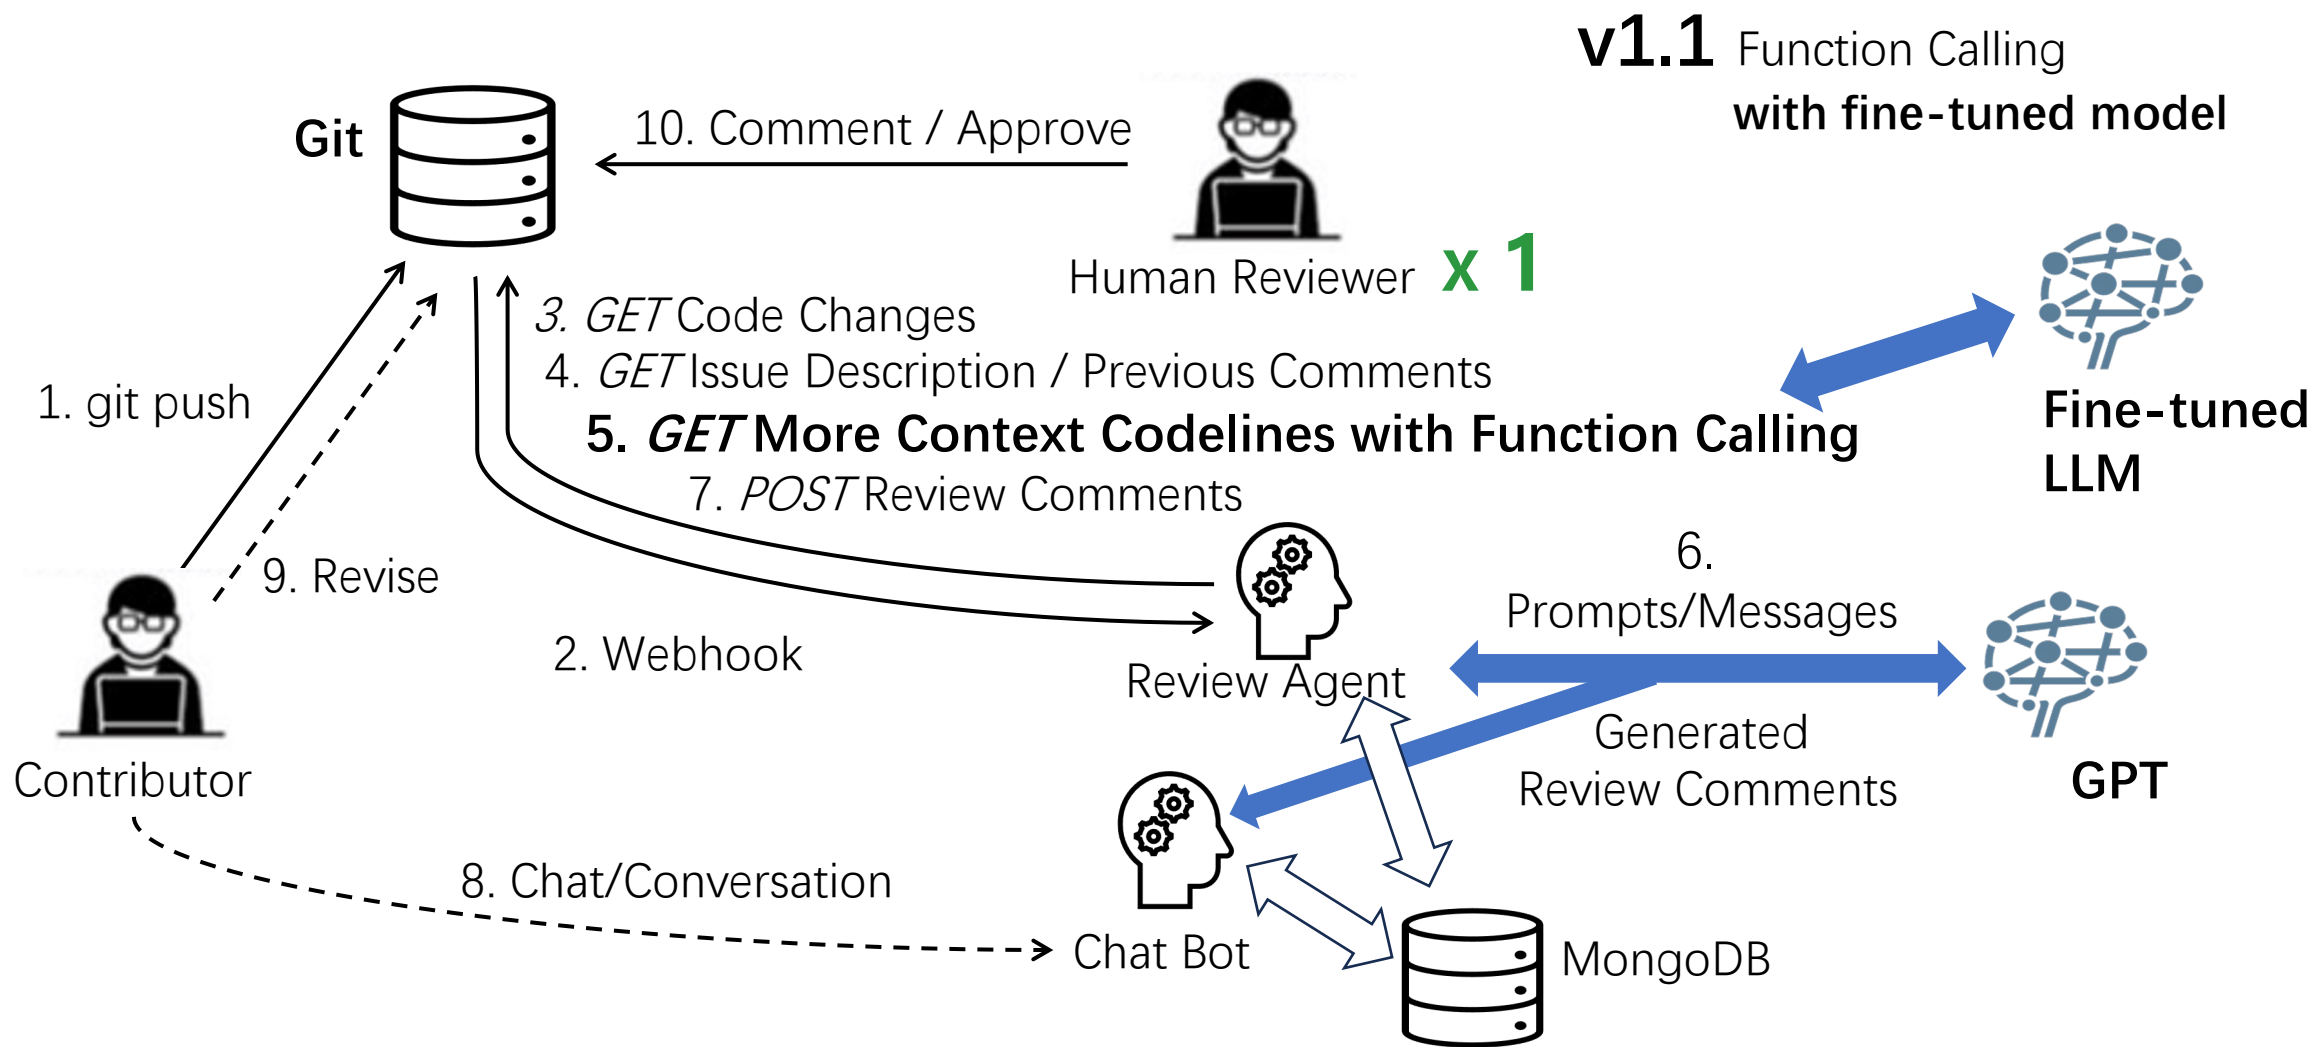 v1.1 Function Calling
with fine-tuned model
Git
10. Comment / Approve
Human Reviewer x 1
3. GET Code Changes
4. GET Issue Description / Previous Comments
5. GET More Context Codelines with Function Calling
7. POST Review Comments
1. git push
9. Revise
2. Webhook
Fine-tuned
LLM
6.
Prompts/Messages
Review Agent
Generated
Review Comments
GPT
Contributor
8. Chat/Conversation
Chat Bot
MongoDB